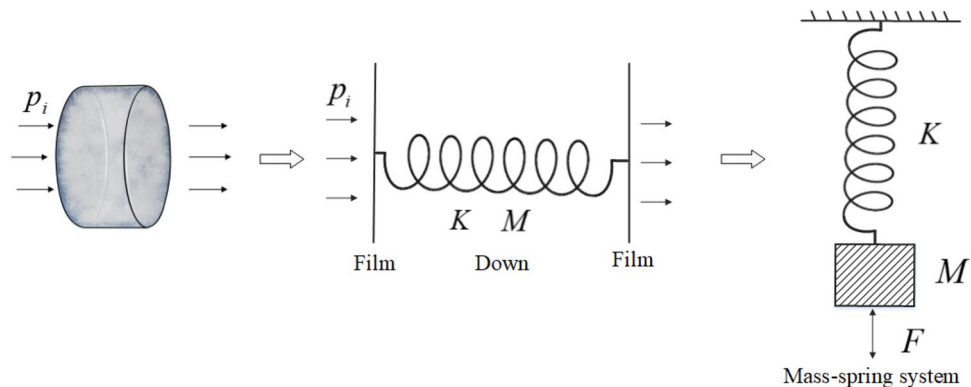 p_i
p_i
K M
Film Down Film
K
M
F
Mass-spring system